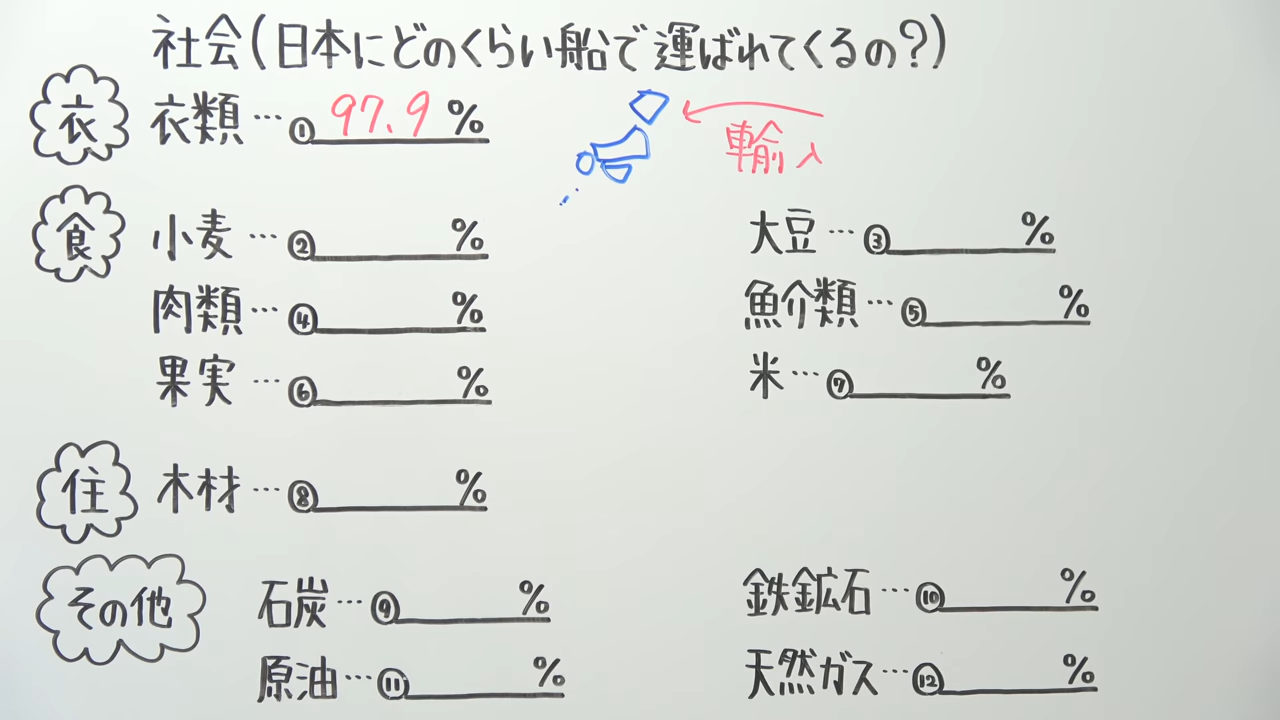 社会(日本にどのくらい船で運ばれてくるの?)
衣 衣類…① 97.9 %
輸入
食 小麦…② %
大豆…③ %
肉類…④ %
魚介類…⑤ %
果実…⑥ %
米…⑦ %
住 木材…⑧ %
その他 石炭…⑨ %
鉄鉱石…⑩ %
原油…⑪ %
天然ガス…⑫ %